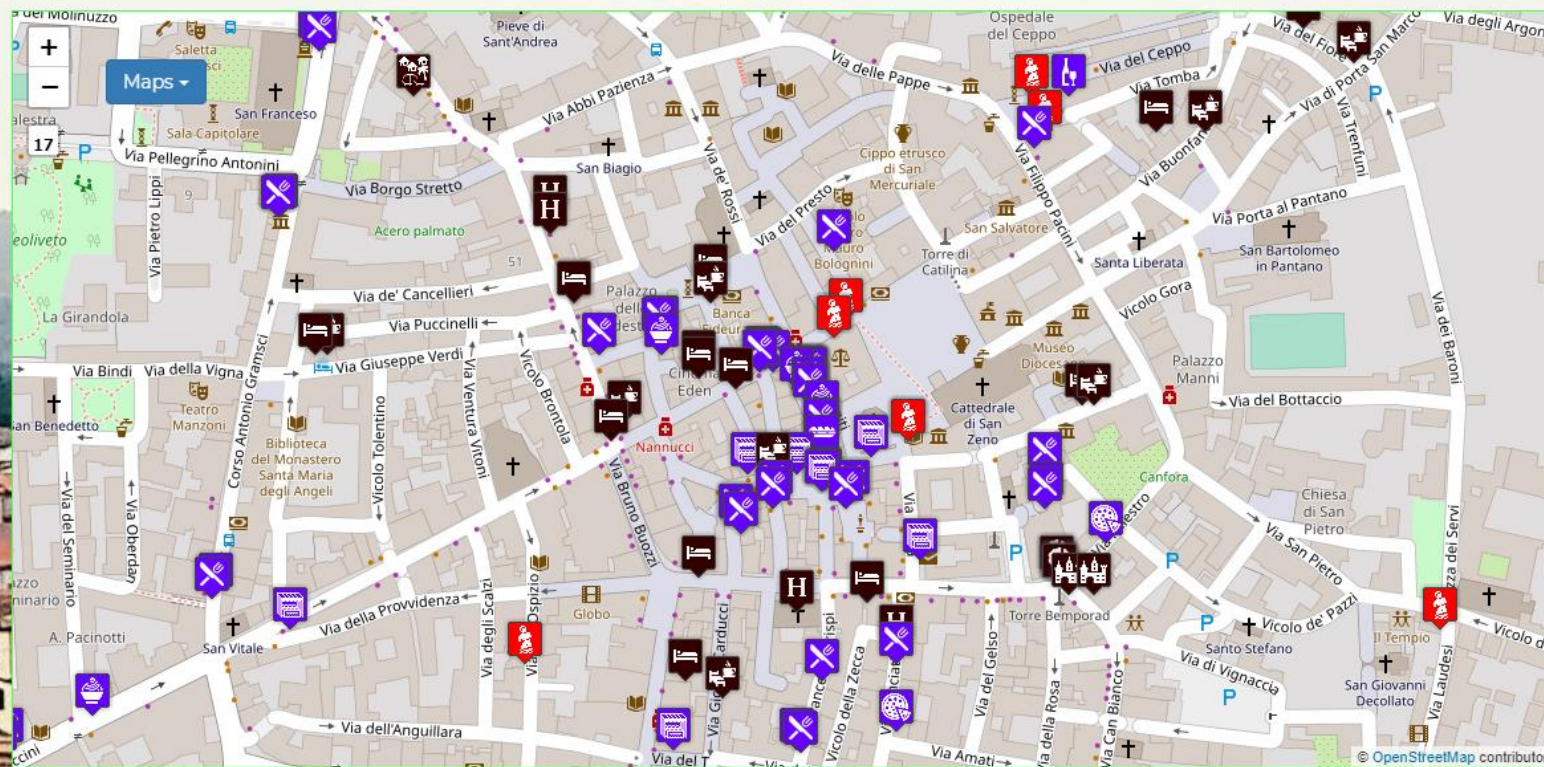 Pieve di
Sant'Andrea
Ospedale
del Ceppo
Via del Fiore
Via di Porta San Marco
Via degli Argon
+
−
Maps
17
Saletta
San Franceso
Sala Capitolare
Via Abbi Pazienza
Via delle Pappe
Via del Ceppo
Via Tomba
Via Trenfuni
Via Pellegrino Antonini
Via Pietro Lippi
9
Via Borgo Stretto
San Biagio
Via de' Rossi
Cippo etrusco
di San
Mercuriale
Via Filippo Pacini
Via Porta al Pantano
Acero palmato
Via del Presto
Bolognini
San Salvatore
Torre di
Catilina
Santa Liberata
San Bartolomeo
in Pantano
51
H
Via de' Cancellieri
Palazzo
Banca
Vicolo Gora
La Girandola
Via Puccinelli
Via Giuseppe Verdi
Eden
Museo
Palazzo
Manni
Via dei Baroni
Via Bindi
Via della Vigna
Teatro
Manzoni
Corso Antonio Gramsci
Via Ventura Vitoni
Vicolo Brontola
Vicolo Tolentino
Cattedrale
di San
Zeno
Via del Bottaccio
Biblioteca
del Monastero
Santa Maria
degli Angeli
Nannucci
Canfora
Chiesa
di San
Pietro
Via del Seminario
Via Oberdan
Via Bruno Buozzi
Via
Via San Pietro
Via della Provvidenza
Via degli Scalzi
Globo
H
Torre Bemporad
Vicolo de' Pazzi
Il Tempio
A. Pacinotti
San Vitale
Vicolo della Zecca
Via del Gelso
Via della Rosa
Via Can Bianco
Santo Stefano
Via di Vignaccia
San Giovanni
Decollato
Via Laudesi
Via dell'Anguillara
Via del T
Via Amati
© OpenStreetMap contributo